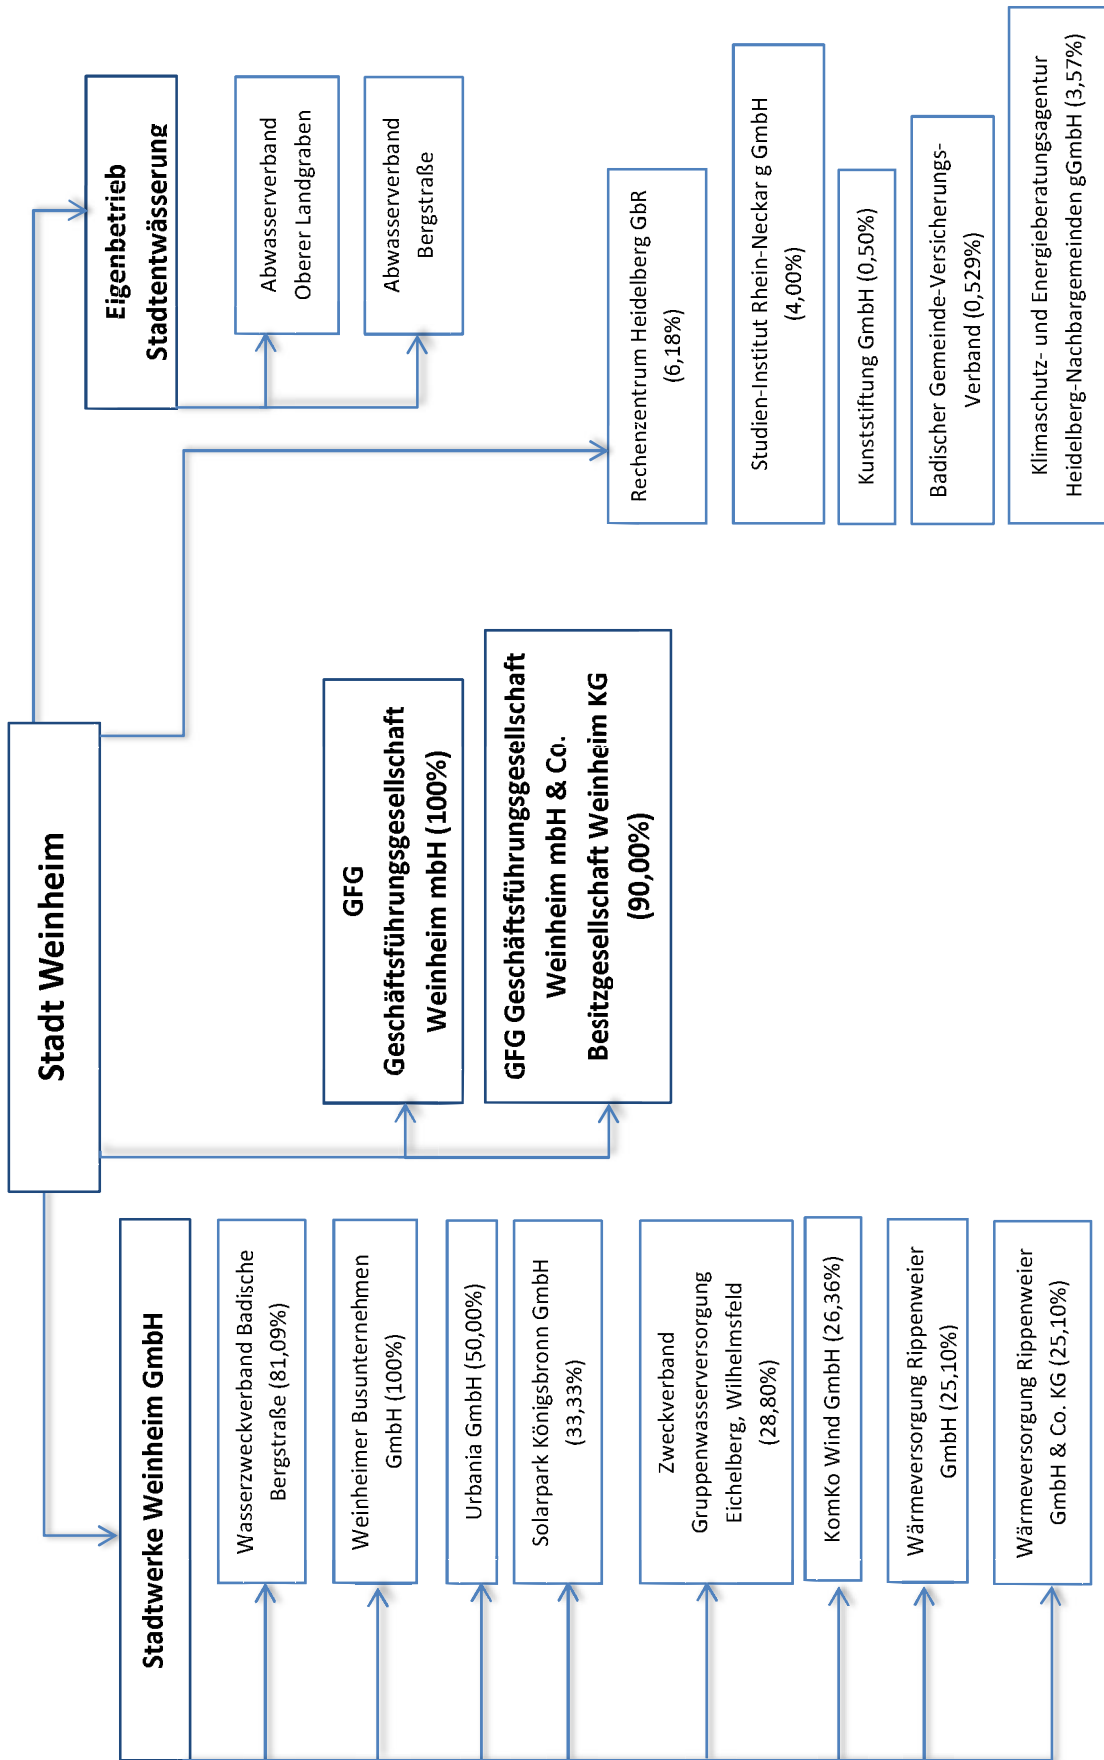 Stadt Weinheim
Stadtwerke Weinheim GmbH
Wasserzweckverband Badische
Bergstraße (81,09%)
Weinheimer Busunternehmen
GmbH (100%)
Urbania GmbH (50,00%)
Solarpark Königsbronn GmbH
(33,33%)
Zweckverband
Gruppenwasserversorgung
Eichelberg, Wilhelmsfeld
(28,80%)
KomKo Wind GmbH (26,36%)
Wärmeversorgung Rippenweier
GmbH (25,10%)
Wärmeversorgung Rippenweier
GmbH & Co. KG (25,10%)
GFG
Geschäftsführungsgesellschaft
Weinheim mbH (100%)
GFG Geschäftsführungsgesellschaft
Weinheim mbH & Co.
Besitzgesellschaft Weinheim KG
(90,00%)
Eigenbetrieb
Stadtentwässerung
Abwasserverband
Oberer Landgraben
Abwasserverband
Bergstraße
Rechenzentrum Heidelberg GbR
(6,18%)
Studien-Institut Rhein-Neckar g GmbH
(4,00%)
Kunststiftung GmbH (0,50%)
Badischer Gemeinde-Versicherungs-
Verband (0,529%)
Klimaschutz- und Energieberatungsagentur
Heidelberg-Nachbargemeinden gGmbH (3,57%)